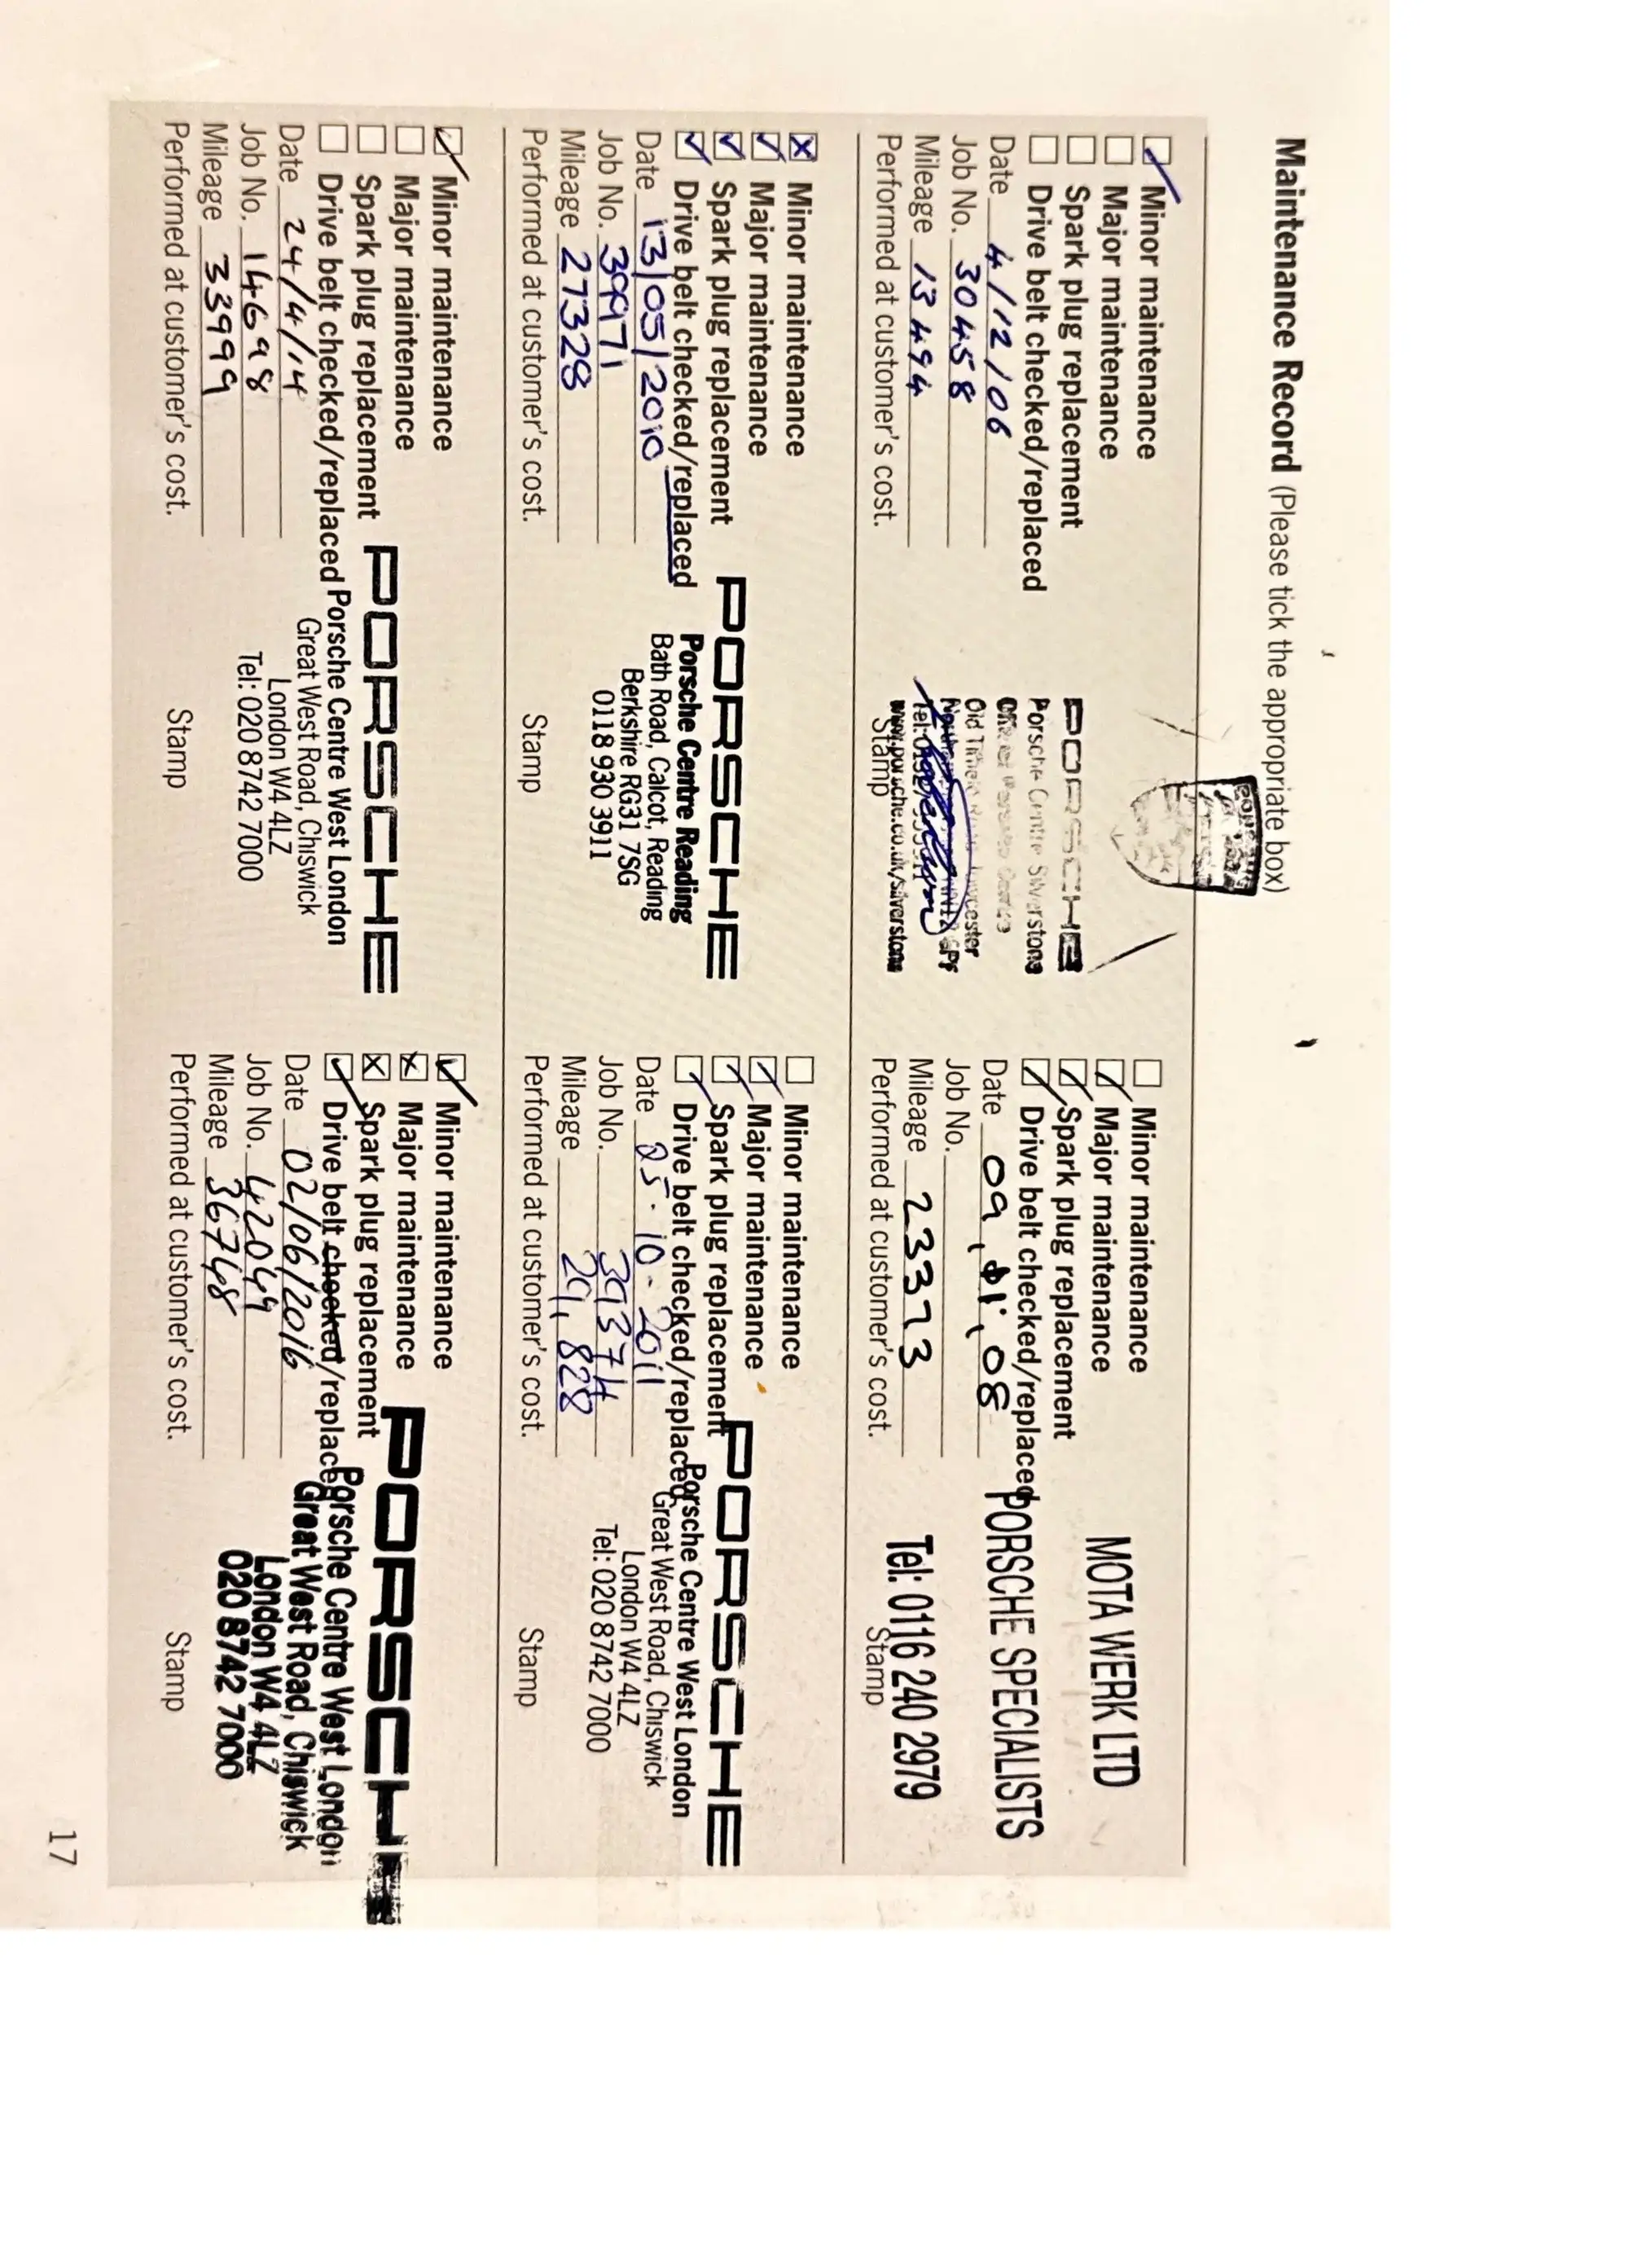 Maintenance Record (Please tick the appropriate box)
Minor maintenance
Major maintenance
Spark plug replacement
Drive belt checked/replaced
Date 4/12/06
Job No. 30458
Mileage 13494
Performed at customer's cost.
PORSCHE
Porsche Centre Silverstone
www.porsche.co.uk/silverstone
Stamp
Minor maintenance
Major maintenance
Spark plug replacement
Drive belt checked/replaced
Date 09.01.08
Job No.
Mileage 23373
Performed at customer's cost.
MOTA WERK LTD
PORSCHE SPECIALISTS
Tel: 0116 240 2979
Stamp
Minor maintenance
Major maintenance
Spark plug replacement
Drive belt checked/replaced
Date 13/05/2010
Job No. 39971
Mileage 27328
Performed at customer's cost.
PORSCHE
Porsche Centre Reading
Bath Road, Calcot, Reading
Berkshire RG31 7SG
0118 930 3911
Stamp
Minor maintenance
Major maintenance
Spark plug replacement
Drive belt checked/replaced
Date 25-10-2011
Job No. 39374
Mileage 29,828
Performed at customer's cost.
PORSCHE
Porsche Centre West London
Great West Road, Chiswick
London W4 4LZ
Tel: 020 8742 7000
Stamp
Minor maintenance
Major maintenance
Spark plug replacement
Drive belt checked/replaced
Date 24/4/14
Job No. 14698
Mileage 33999
Performed at customer's cost.
PORSCHE
Porsche Centre West London
Great West Road, Chiswick
London W4 4LZ
Tel: 020 8742 7000
Stamp
Minor maintenance
Major maintenance
Spark plug replacement
Drive belt checked/replaced
Date 02/06/2016
Job No. 42049
Mileage 36748
Performed at customer's cost.
PORSCHE
Porsche Centre West London
Great West Road, Chiswick
London W4 4LZ
020 8742 7000
Stamp
17